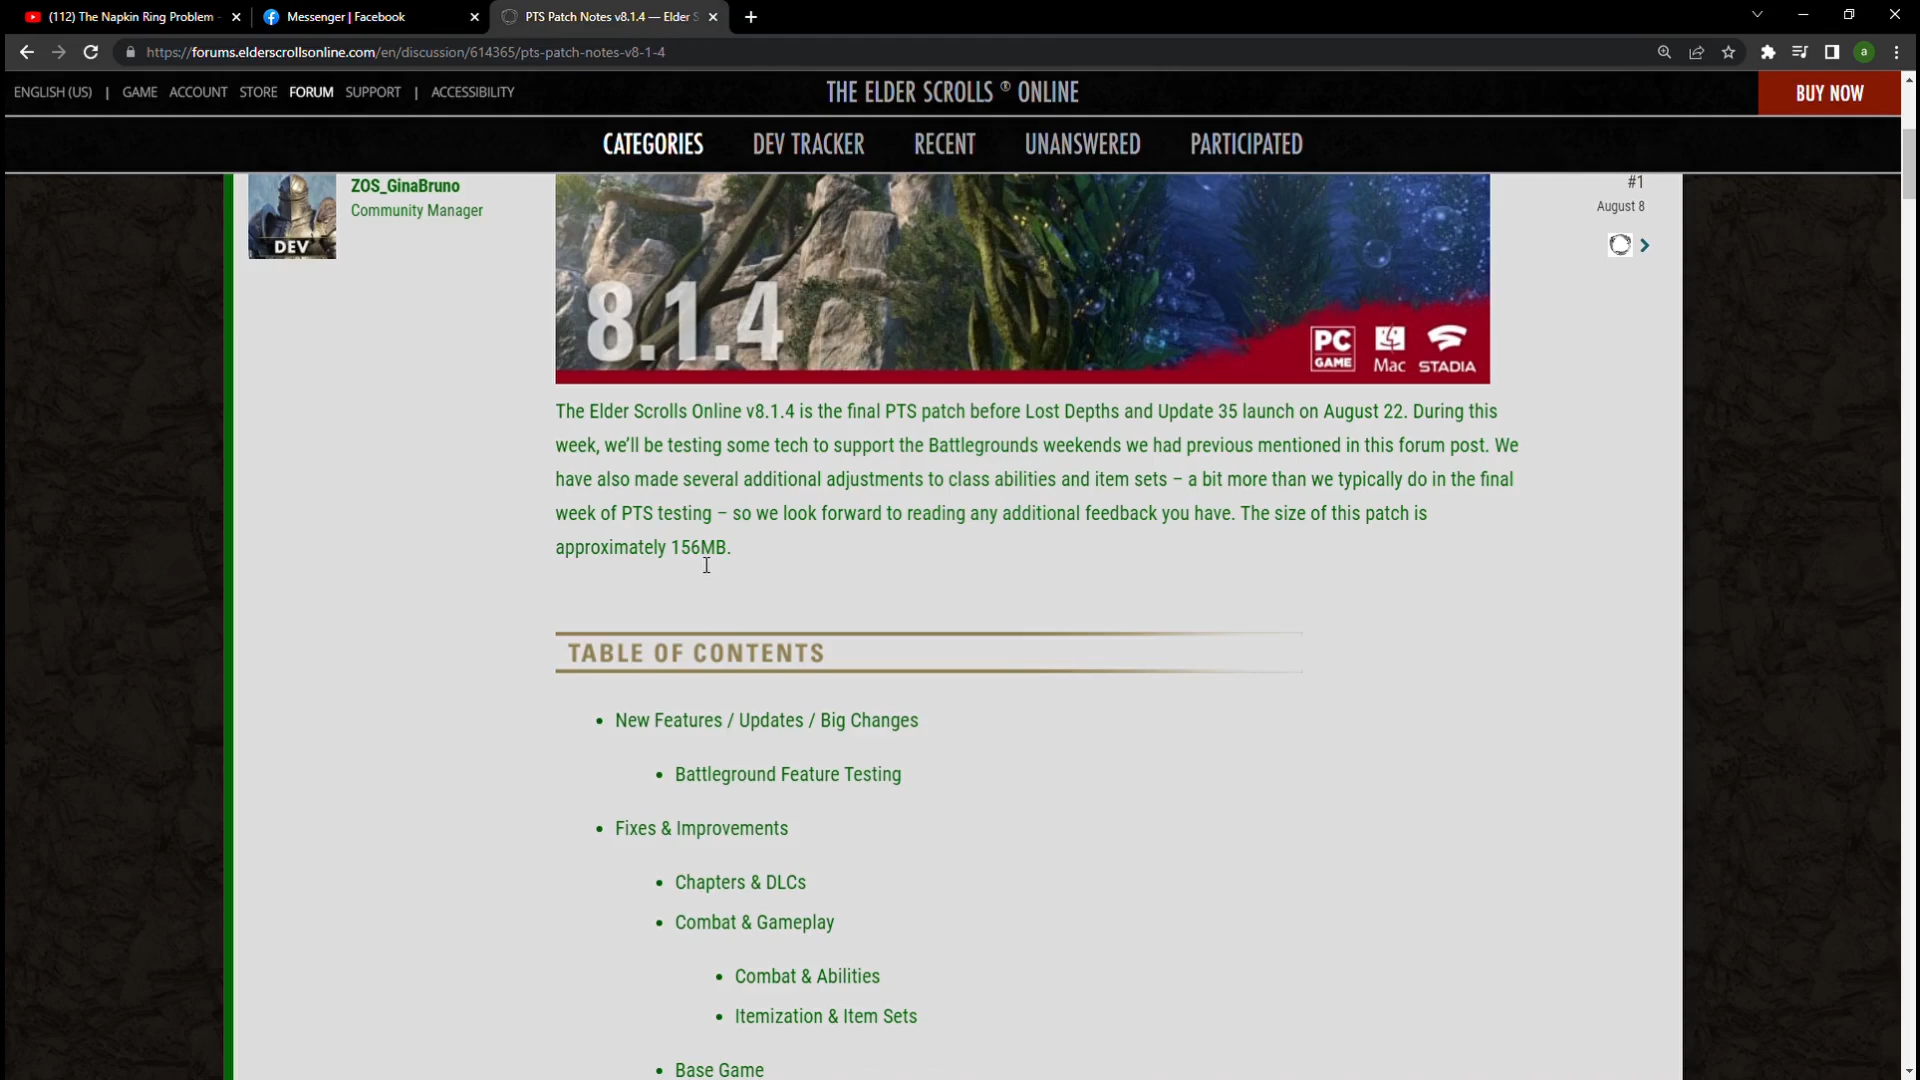 (112) The Napkin Ring Problem
Messenger | Facebook
PTS Patch Notes v8.1.4 — Elder S
https://forums.elderscrollsonline.com/en/discussion/614365/pts-patch-notes-v8-1-4
a
ENGLISH (US) | GAME ACCOUNT STORE FORUM SUPPORT | ACCESSIBILITY
THE ELDER SCROLLS ® ONLINE
BUY NOW
CATEGORIES DEV TRACKER RECENT UNANSWERED PARTICIPATED
ZOS_GinaBruno
Community Manager
DEV
#1
August 8
8.1.4
PC GAME
Mac
STADIA
The Elder Scrolls Online v8.1.4 is the final PTS patch before Lost Depths and Update 35 launch on August 22. During this
week, we’ll be testing some tech to support the Battlegrounds weekends we had previous mentioned in this forum post. We
have also made several additional adjustments to class abilities and item sets – a bit more than we typically do in the final
week of PTS testing – so we look forward to reading any additional feedback you have. The size of this patch is
approximately 156MB.
TABLE OF CONTENTS
• New Features / Updates / Big Changes
• Battleground Feature Testing
• Fixes & Improvements
• Chapters & DLCs
• Combat & Gameplay
• Combat & Abilities
• Itemization & Item Sets
• Base Game